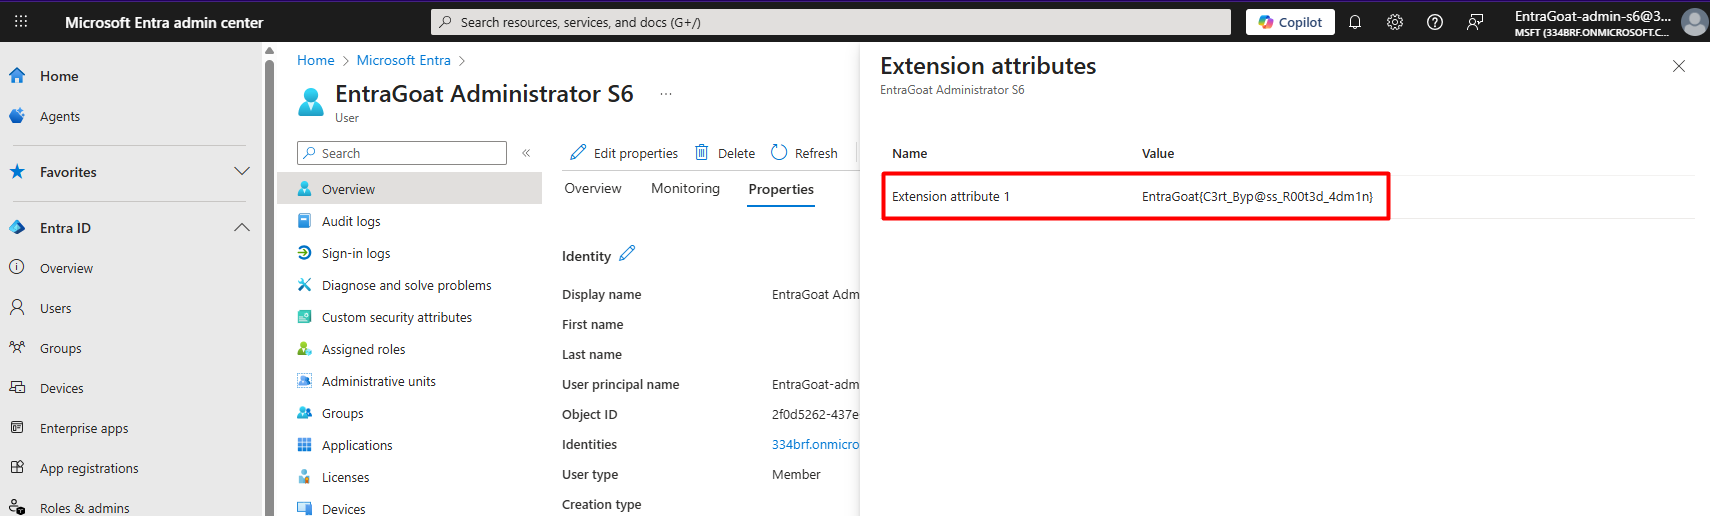 Microsoft Entra admin center
Search resources, services, and docs (G+/)
Copilot
EntraGoat-admin-s6@3...
MSFT (334BRF.ONMICROSOFT.C...
Home
Agents
Favorites
Entra ID
Overview
Users
Groups
Devices
Enterprise apps
App registrations
Roles & admins
Home
Microsoft Entra
EntraGoat Administrator S6
...
User
Search
Overview
Audit logs
Sign-in logs
Diagnose and solve problems
Custom security attributes
Assigned roles
Administrative units
Groups
Applications
Licenses
Devices
Edit properties Delete Refresh
Overview Monitoring Properties
Identity
Display name EntraGoat Adm
First name
Last name
User principal name EntraGoat-adm
Object ID 2f0d5262-437e
Identities 334brf.onmicro
User type Member
Creation type
Extension attributes
EntraGoat Administrator S6
Name Value
Extension attribute 1 EntraGoat{C3rt_Byp@ss_R00t3d_4dm1n}